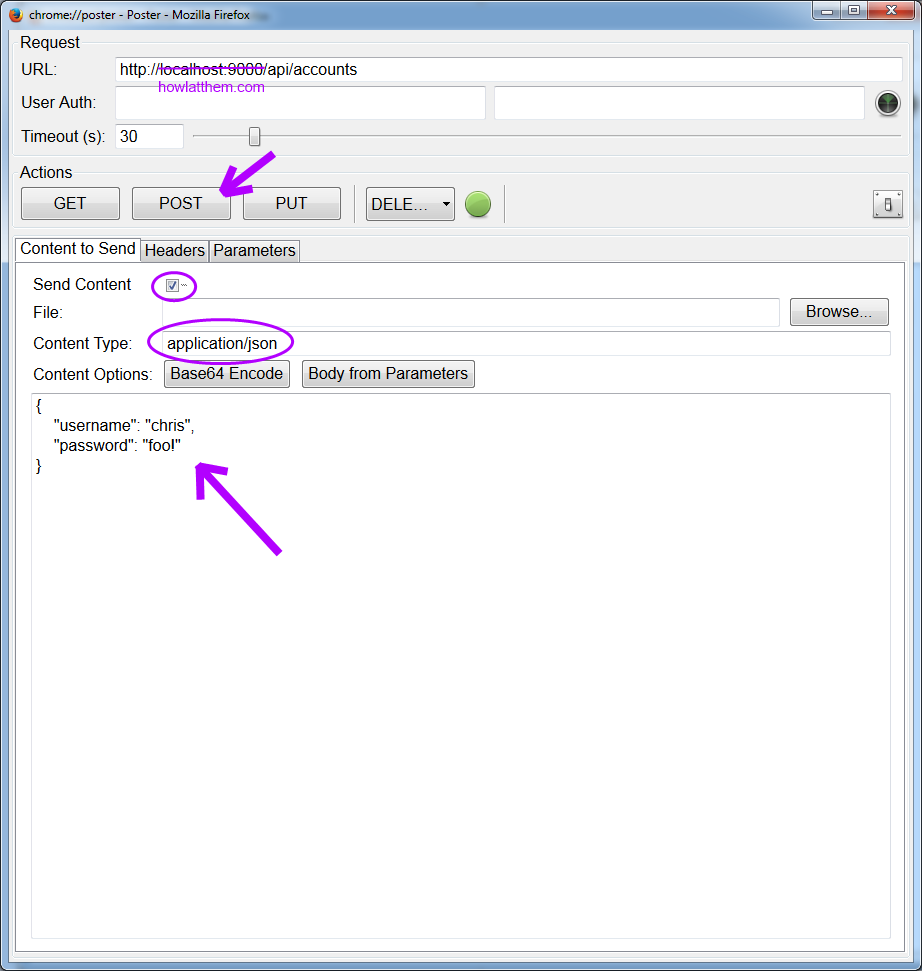 chrome://poster - Poster - Mozilla Firefox
Request
URL: http://localhost:9000/api/accounts
howlatthem.com
User Auth:
Timeout (s): 30
Actions
GET POST PUT DELE...
Content to Send Headers Parameters
Send Content
File: Browse...
Content Type: application/json
Content Options: Base64 Encode Body from Parameters
{
"username": "chris",
"password": "foo!"
}